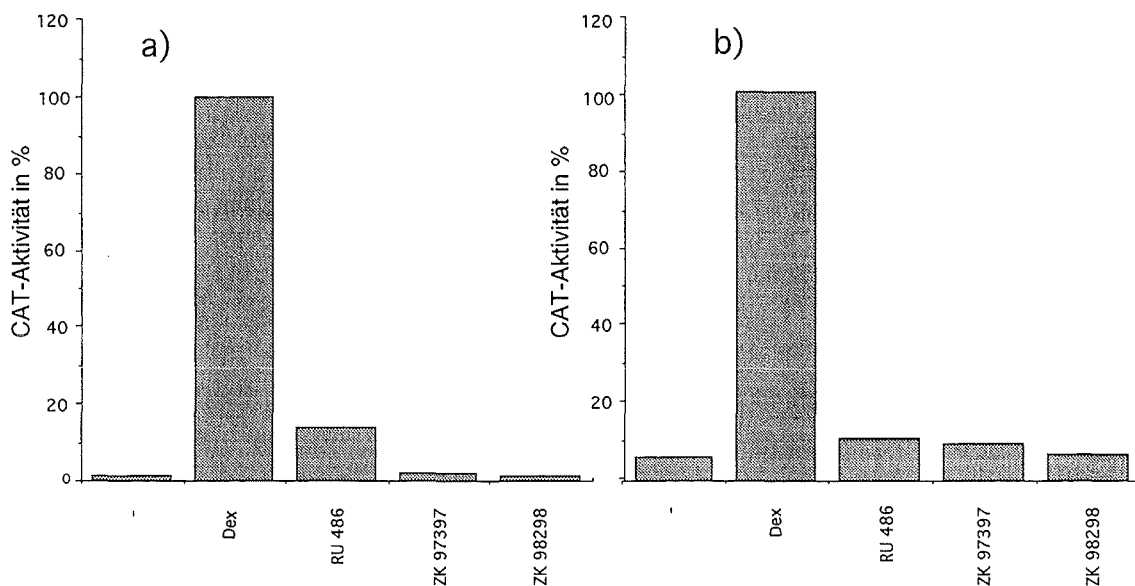 a)
CAT-Aktivität in %
120
100
80
60
40
20
0
-
Dex
RU 486
ZK 97397
ZK 98298
b)
CAT-Aktivität in %
120
100
80
60
40
20
-
Dex
RU 486
ZK 97397
ZK 98298